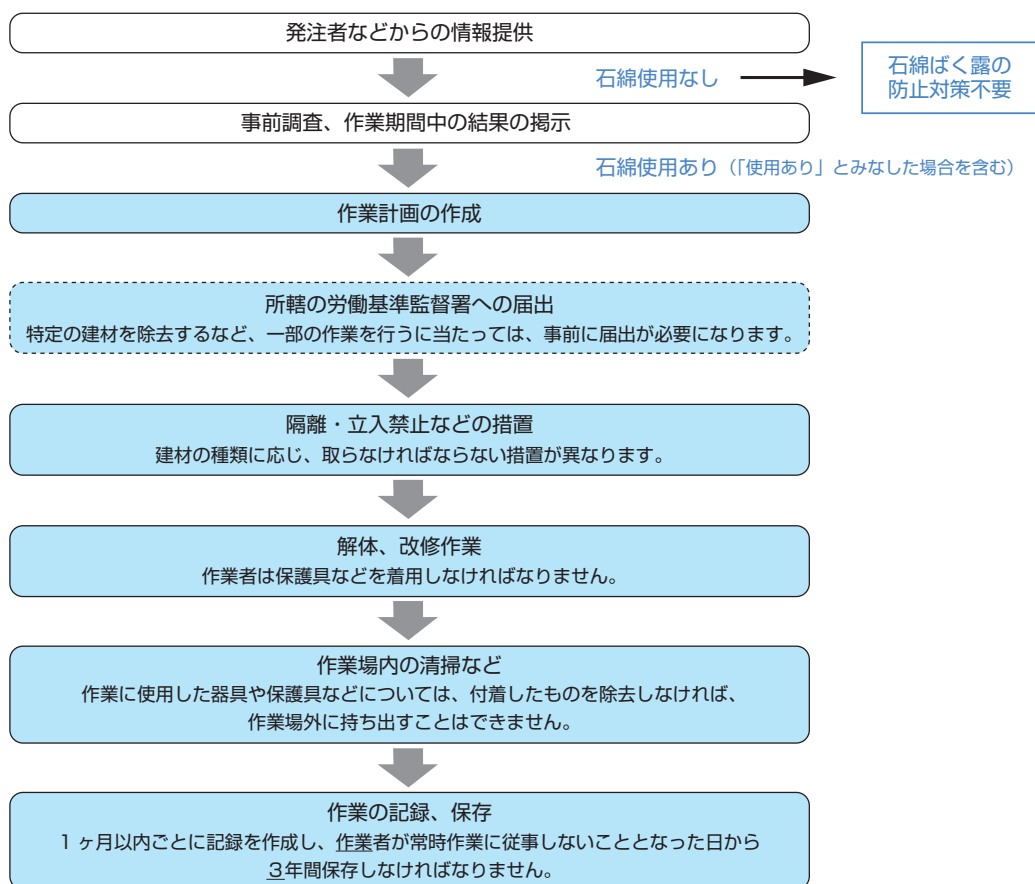 発注者などからの情報提供
石綿使用なし
石綿ばく露の
防止対策不要
事前調査、作業期間中の結果の掲示
石綿使用あり（「使用あり」とみなした場合を含む）
作業計画の作成
所轄の労働基準監督署への届出
特定の建材を除去するなど、一部の作業を行うに当たっては、事前に届出が必要になります。
隔離・立入禁止などの措置
建材の種類に応じ、取らなければならない措置が異なります。
解体、改修作業
作業者は保護具などを着用しなければなりません。
作業場内の清掃など
作業に使用した器具や保護具などについては、付着したものを除去しなければ、
作業場外に持ち出すことはできません。
作業の記録、保存
1ヶ月以内ごとに記録を作成し、作業者が常時作業に従事しないこととなった日から
3年間保存しなければなりません。